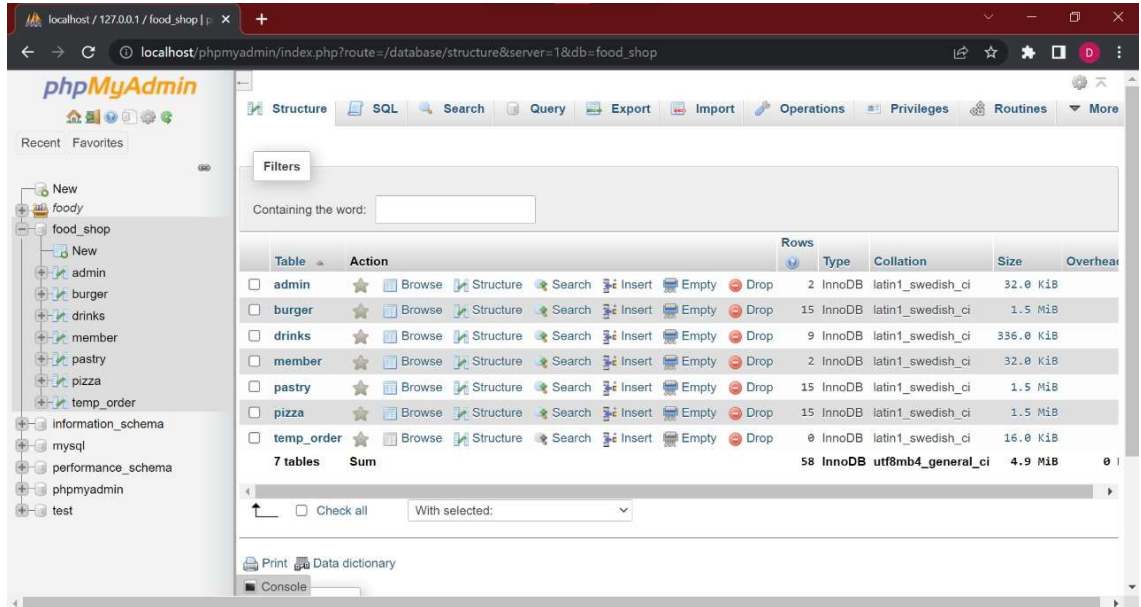 localhost / 127.0.0.1 / food_shop | p
localhost/phpmyadmin/index.php?route=/database/structure&server=1&db=food_shop
D
phpMyAdmin
Recent Favorites
New
foody
food_shop
New
admin
burger
drinks
member
pastry
pizza
temp_order
information_schema
mysql
performance_schema
phpmyadmin
test
Structure SQL Search Query Export Import Operations Privileges Routines More
Filters
Containing the word:
Table Action Rows Type Collation Size Overhead
admin Browse Structure Search Insert Empty Drop 2 InnoDB latin1_swedish_ci 32.0 KiB
burger Browse Structure Search Insert Empty Drop 15 InnoDB latin1_swedish_ci 1.5 MiB
drinks Browse Structure Search Insert Empty Drop 9 InnoDB latin1_swedish_ci 336.0 KiB
member Browse Structure Search Insert Empty Drop 2 InnoDB latin1_swedish_ci 32.0 KiB
pastry Browse Structure Search Insert Empty Drop 15 InnoDB latin1_swedish_ci 1.5 MiB
pizza Browse Structure Search Insert Empty Drop 15 InnoDB latin1_swedish_ci 1.5 MiB
temp_order Browse Structure Search Insert Empty Drop 0 InnoDB latin1_swedish_ci 16.0 KiB
7 tables Sum 58 InnoDB utf8mb4_general_ci 4.9 MiB 0
Check all With selected:
Print Data dictionary
Console